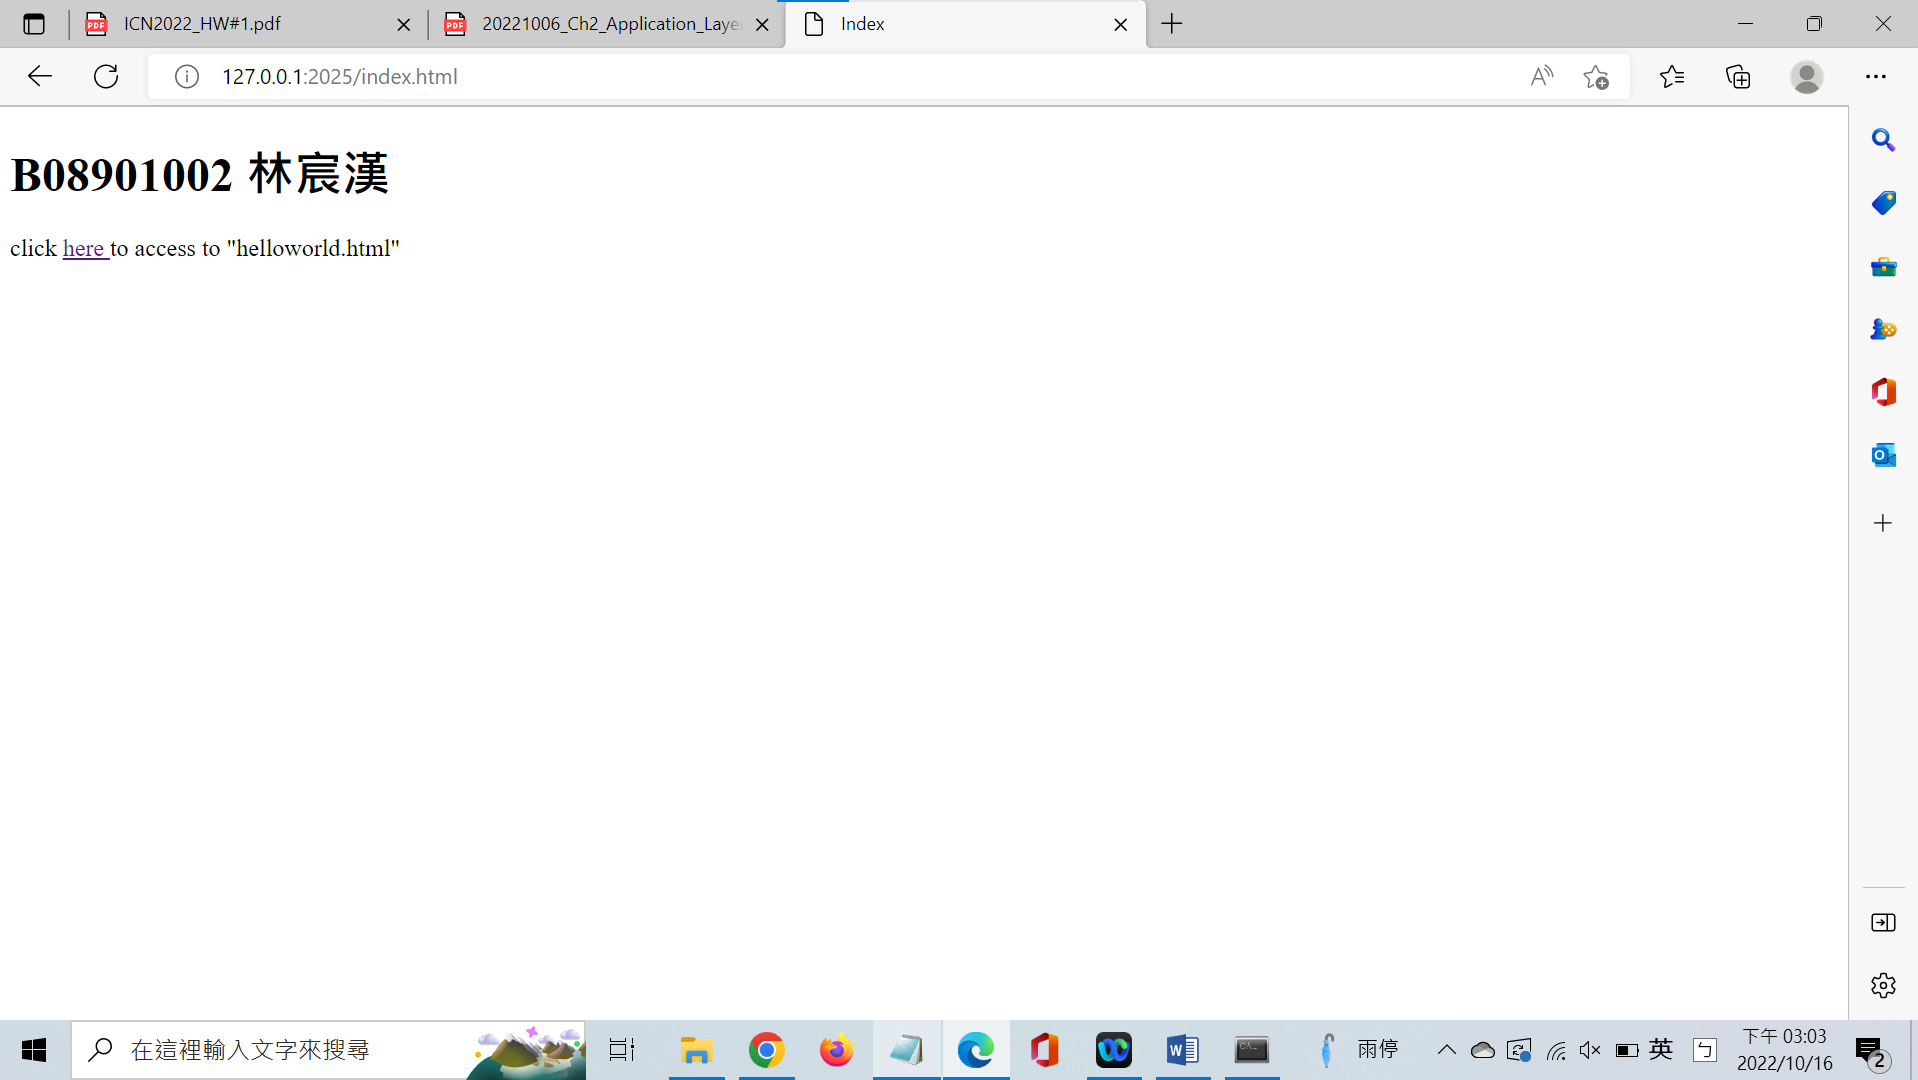 ICN2022_HW#1.pdf
20221006_Ch2_Application_Laye
Index
127.0.0.1:2025/index.html
B08901002 林宸漢
click here to access to "helloworld.html"
在這裡輸入文字來搜尋
雨停
英
ㄅ
下午 03:03
2022/10/16
2